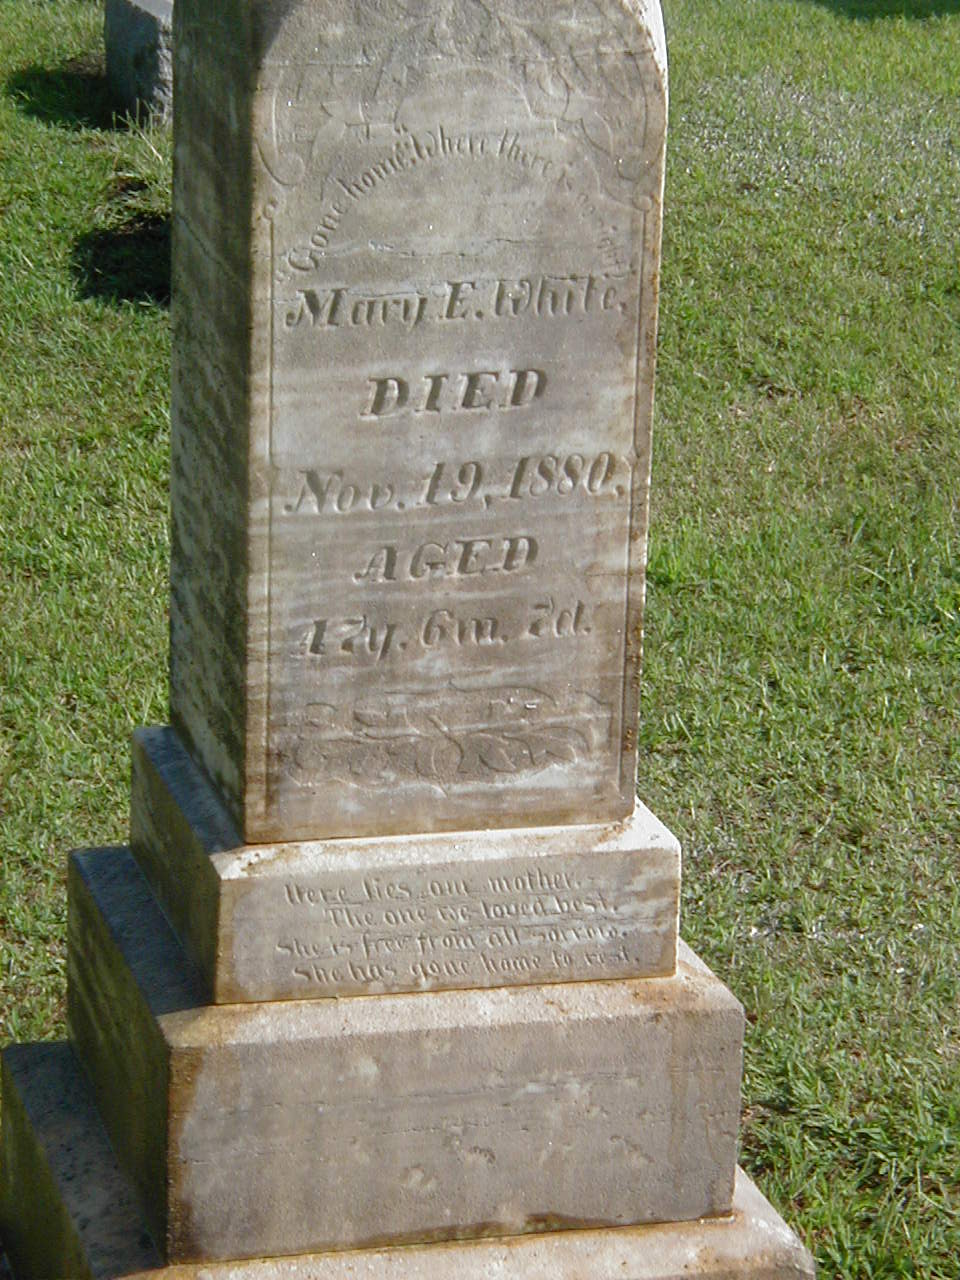 "Gone home." Where there is no night.
Mary E. White.
DIED
Nov. 19, 1880,
AGED
47y. 6m. 7d.
Here lies our mother.
The one we loved best.
She is free from all sorrow.
She has gone home to rest.